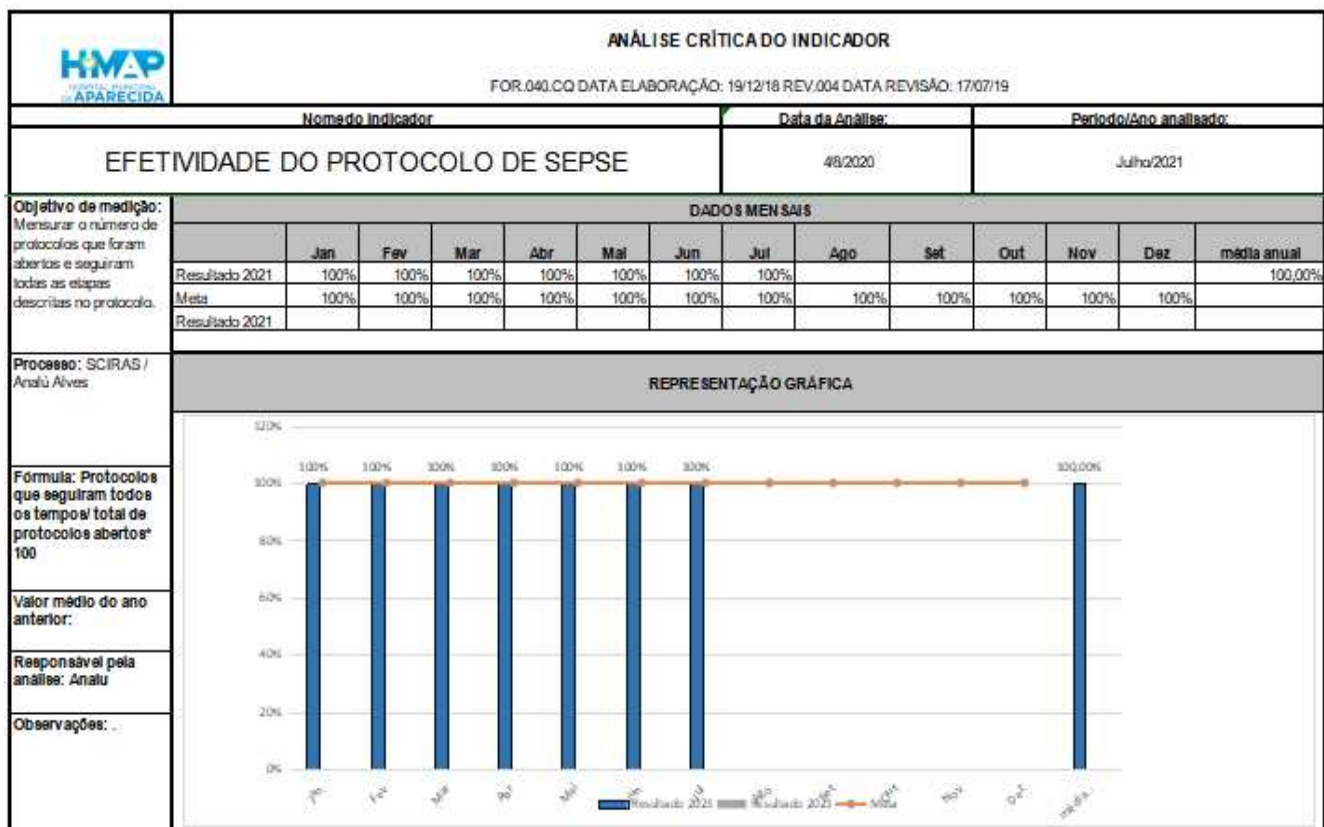 HMAP
HOSPITAL MUNICIPAL
DE APARECIDA
ANÁLISE CRÍTICA DO INDICADOR
FOR.040.CQ DATA ELABORAÇÃO: 19/12/18 REV.004 DATA REVISÃO: 17/07/19
Nome do Indicador
Data da Análise:
Período/Ano analisado:
EFETIVIDADE DO PROTOCOLO DE SEPSE
4/8/2020
Julho/2021
Objetivo de medição:
Mensurar o número de
protocolos que foram
abertos e seguiram
todas as etapas
descritas no protocolo.
DADOS MENSAIS
Jan Fev Mar Abr Mai Jun Jul Ago Set Out Nov Dez média anual
Resultado 2021 100% 100% 100% 100% 100% 100% 100% 100,00%
Meta 100% 100% 100% 100% 100% 100% 100% 100% 100% 100% 100% 100%
Resultado 2021
Processo: SCIRAS /
Analú Alves
REPRESENTAÇÃO GRÁFICA
Fórmula: Protocolos
que seguiram todos
os tempos/ total de
protocolos abertos*
100
Valor médio do ano
anterior:
Responsável pela
análise: Analu
Observações: .
120%
100% 100% 100% 100% 100% 100% 100% 100,00%
100%
80%
60%
40%
20%
0%
Fev Mar Mai Nov Dez
Resultado 2021 Resultado 2021 Meta